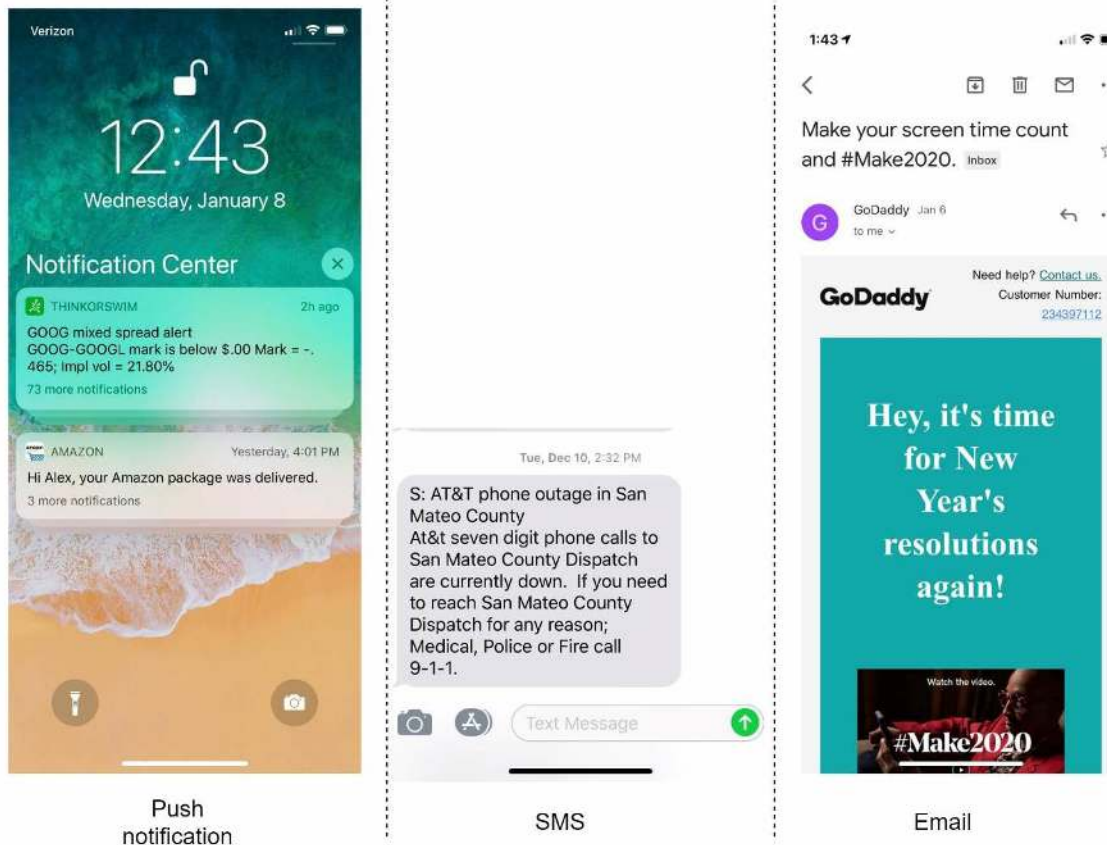 Verizon
12:43
Wednesday, January 8
Notification Center
THINKORSWIM 2h ago
GOOG mixed spread alert
GOOG-GOOGL mark is below $.00 Mark = -.
465; Impl vol = 21.80%
73 more notifications
AMAZON Yesterday, 4:01 PM
Hi Alex, your Amazon package was delivered.
3 more notifications
Push
notification
Tue, Dec 10, 2:32 PM
S: AT&T phone outage in San
Mateo County
At&t seven digit phone calls to
San Mateo County Dispatch
are currently down. If you need
to reach San Mateo County
Dispatch for any reason;
Medical, Police or Fire call
9-1-1.
Text Message
SMS
1:43
Make your screen time count
and #Make2020. Inbox
G
GoDaddy Jan 6
to me
Need help? Contact us.
GoDaddy
Customer Number:
234397112
Hey, it's time
for New
Year's
resolutions
again!
Watch the video.
#Make2020
Email